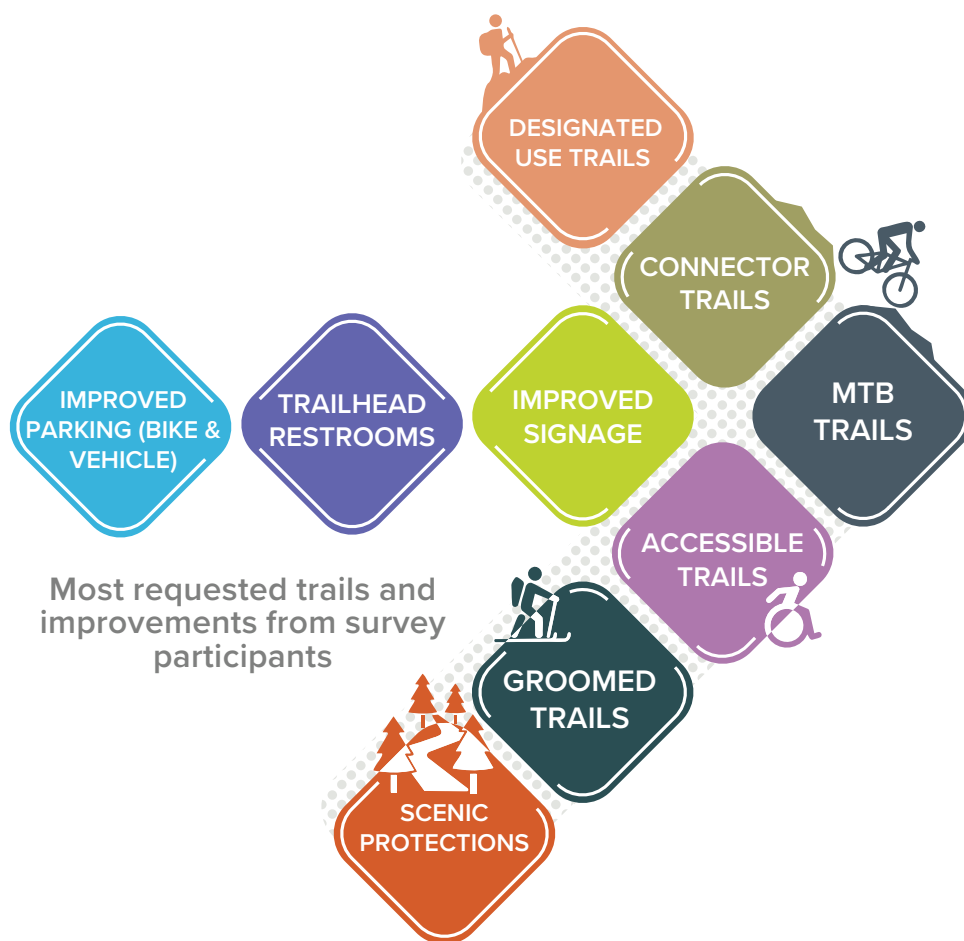 DESIGNATED
USE TRAILS
CONNECTOR
TRAILS
IMPROVED
PARKING (BIKE &
VEHICLE)
TRAILHEAD
RESTROOMS
IMPROVED
SIGNAGE
MTB
TRAILS
ACCESSIBLE
TRAILS
Most requested trails and
improvements from survey
participants
GROOMED
TRAILS
SCENIC
PROTECTIONS